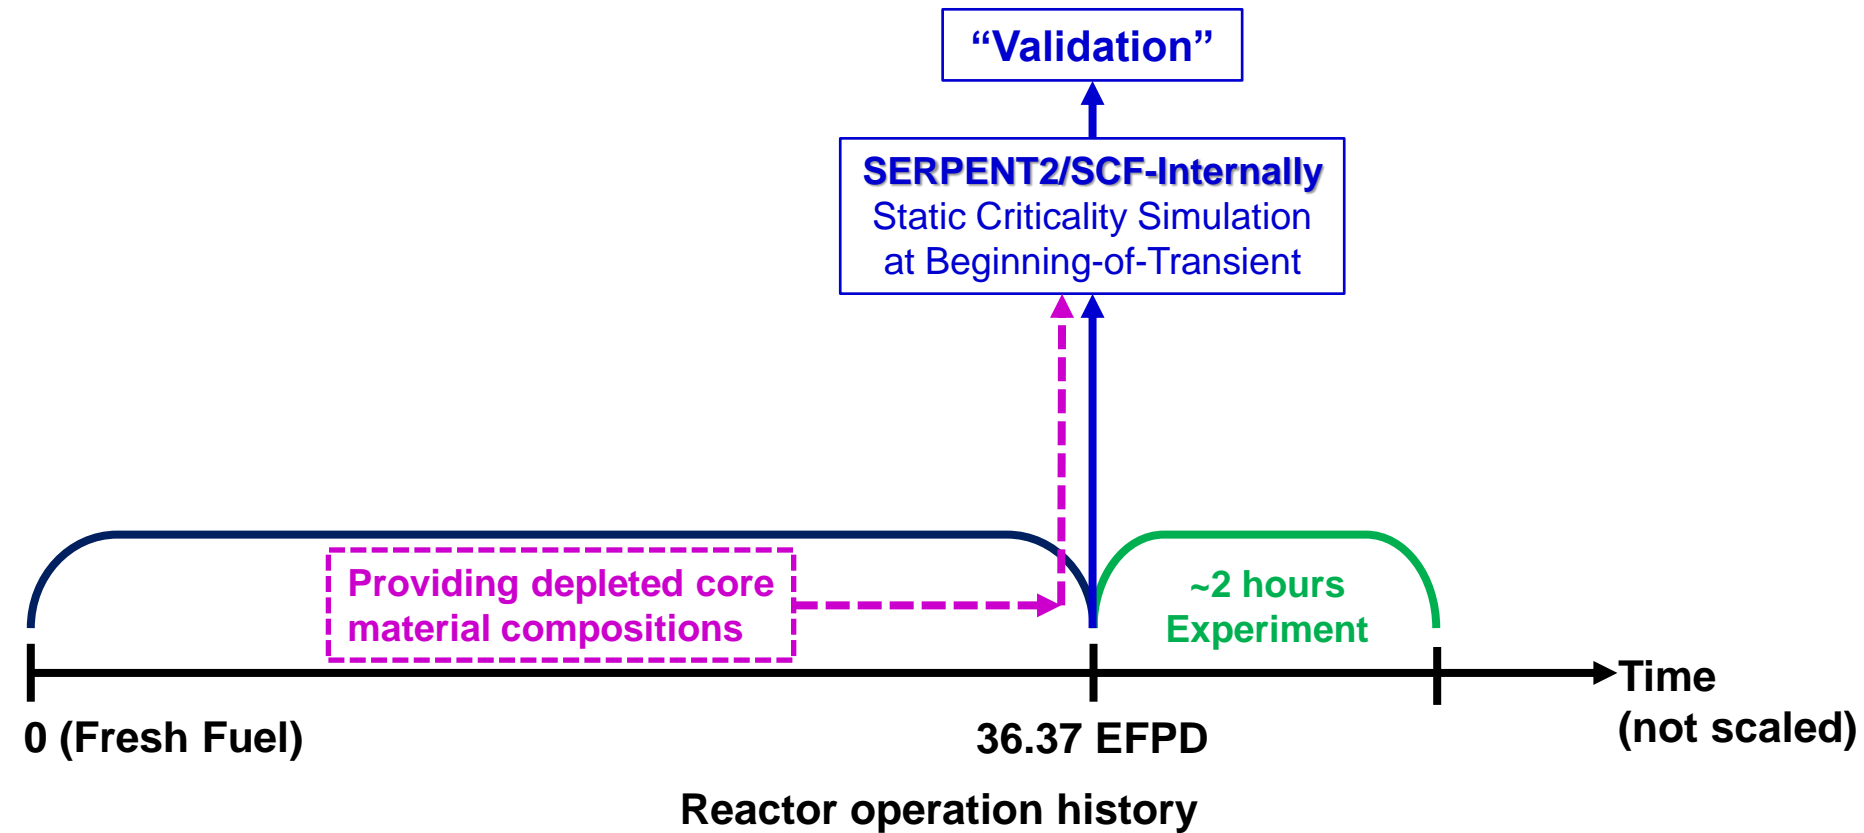 “Validation”
SERPENT2/SCF-Internally
Static Criticality Simulation
at Beginning-of-Transient
Providing depleted core
material compositions
~2 hours
Experiment
Time
(not scaled)
0 (Fresh Fuel)
36.37 EFPD
Reactor operation history